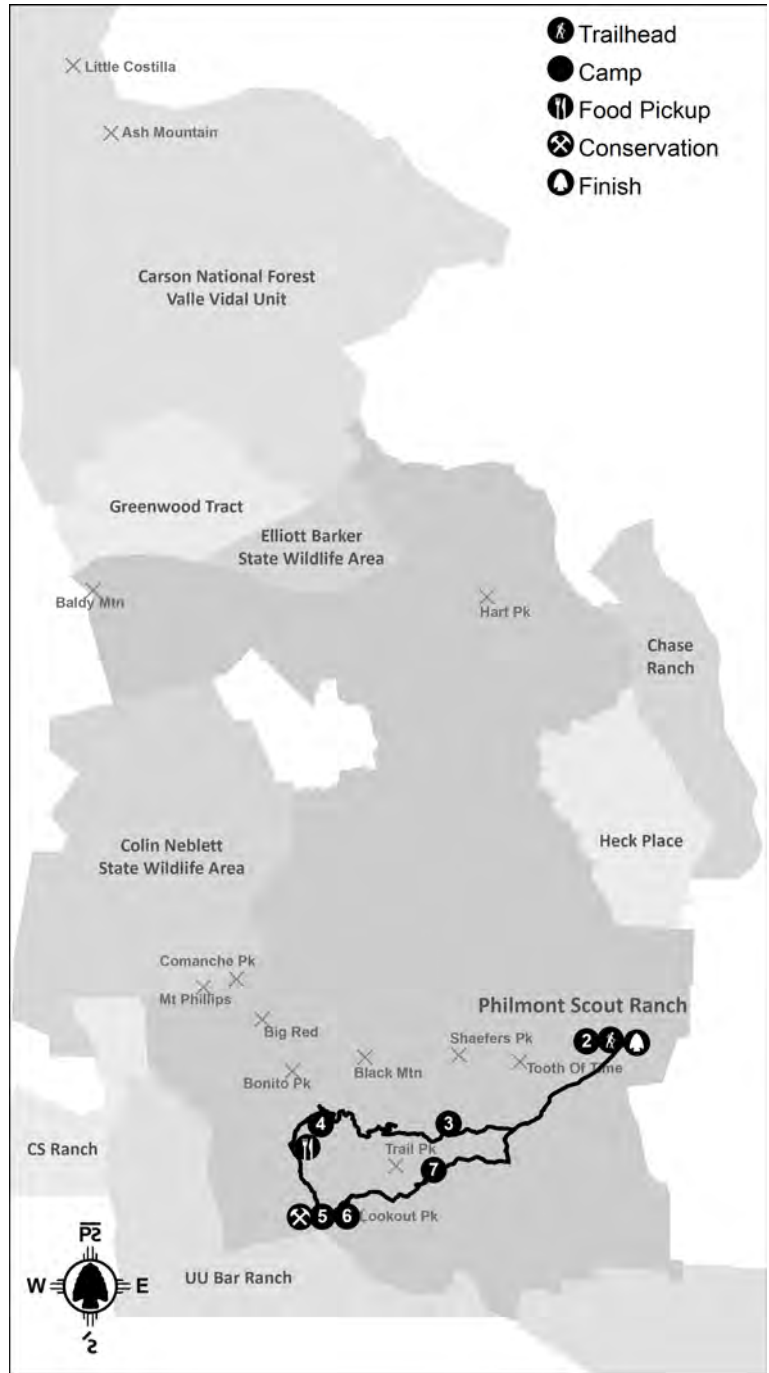 Trailhead
Camp
Food Pickup
Conservation
Finish
Little Costilla
Ash Mountain
Carson National Forest
Valle Vidal Unit
Greenwood Tract
Elliott Barker
State Wildlife Area
Baldy Mtn
Hart Pk
Chase
Ranch
Heck Place
Colin Neblett
State Wildlife Area
Comanche Pk
Mt Phillips
Philmont Scout Ranch
Big Red
Shaefers Pk
2
Bonito Pk
Black Mtn
Tooth Of Time
4
3
CS Ranch
Trail Pk
7
5
6
Lookout Pk
UU Bar Ranch
W
E